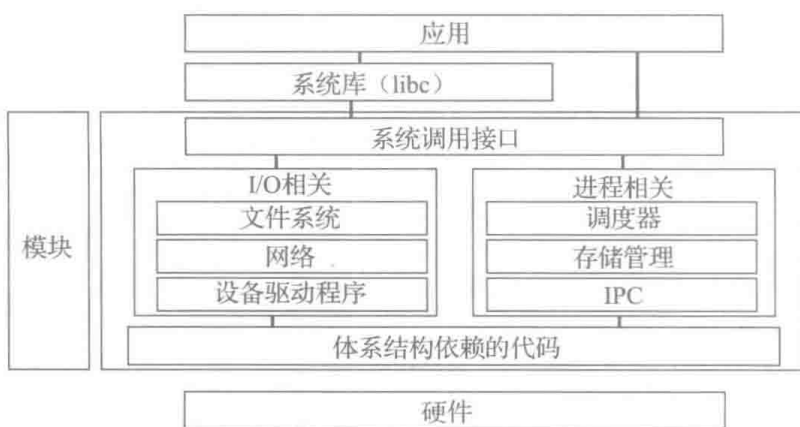 应用
系统库（libc）
系统调用接口
I/O相关
进程相关
文件系统
调度器
模块
网络
存储管理
设备驱动程序
IPC
体系结构依赖的代码
硬件